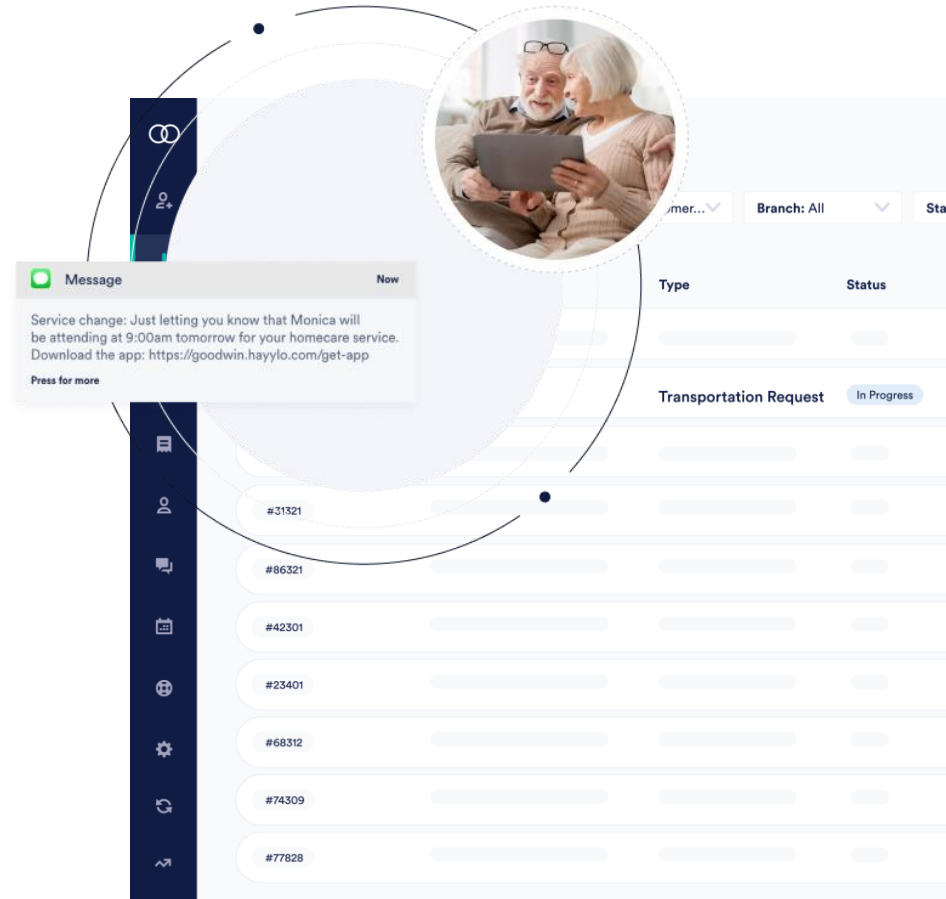 omer...
Branch: All
Sta
Message
Now
Type
Status
Service change: Just letting you know that Monica will
be attending at 9:00am tomorrow for your homecare service.
Download the app: https://goodwin.hayylo.com/get-app
Press for more
Transportation Request
In Progress
#31321
#86321
#42301
#23401
#68312
#74309
#77828